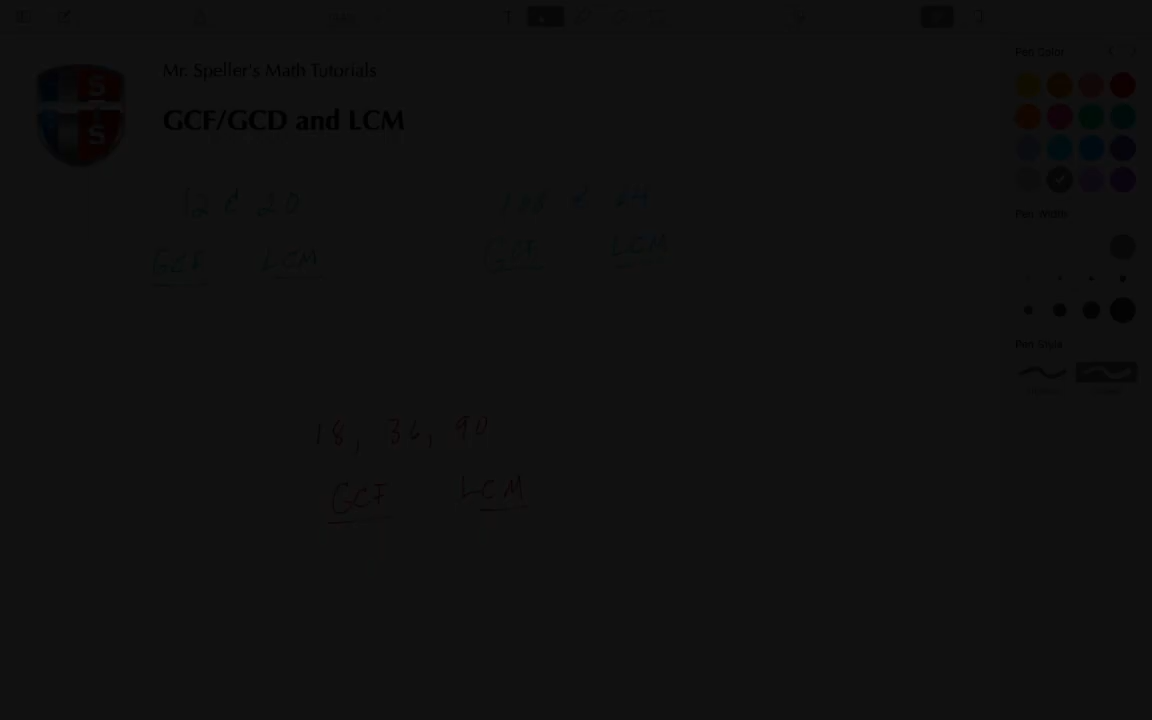 Mr. Speller's Math Tutorials
GCF/GCD and LCM
S
S
12 & 20
& 24
GCF LCM
GCF LCM
18, 36, 90
GCF LCM
Pen Color
Pen Width
Pen Style